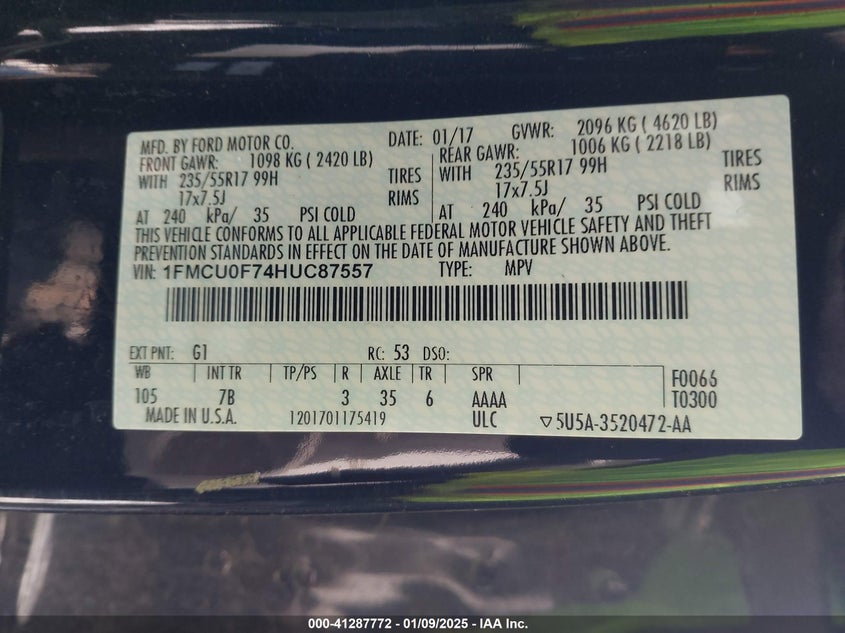 MFD. BY FORD MOTOR CO. DATE: 01/17 GVWR: 2096 KG ( 4620 LB)
FRONT GAWR: 1098 KG ( 2420 LB) REAR GAWR: 1006 KG ( 2218 LB)
WITH 235/55R17 99H TIRES WITH 235/55R17 99H TIRES
17x7.5J RIMS 17x7.5J RIMS
AT 240 kPa/ 35 PSI COLD AT 240 kPa/ 35 PSI COLD
THIS VEHICLE CONFORMS TO ALL APPLICABLE FEDERAL MOTOR VEHICLE SAFETY AND THEFT
PREVENTION STANDARDS IN EFFECT ON THE DATE OF MANUFACTURE SHOWN ABOVE.
VIN: 1FMCU0F74HUC87557 TYPE: MPV
EXT PNT: G1 RC: 53 DSO:
WB INT TR TP/PS R AXLE TR SPR F0066
105 7B 3 35 6 AAAA T0300
MADE IN U.S.A. 1201701175419 ULC ▽5U5A-3520472-AA
000-41287772 - 01/09/2025 - IAA Inc.